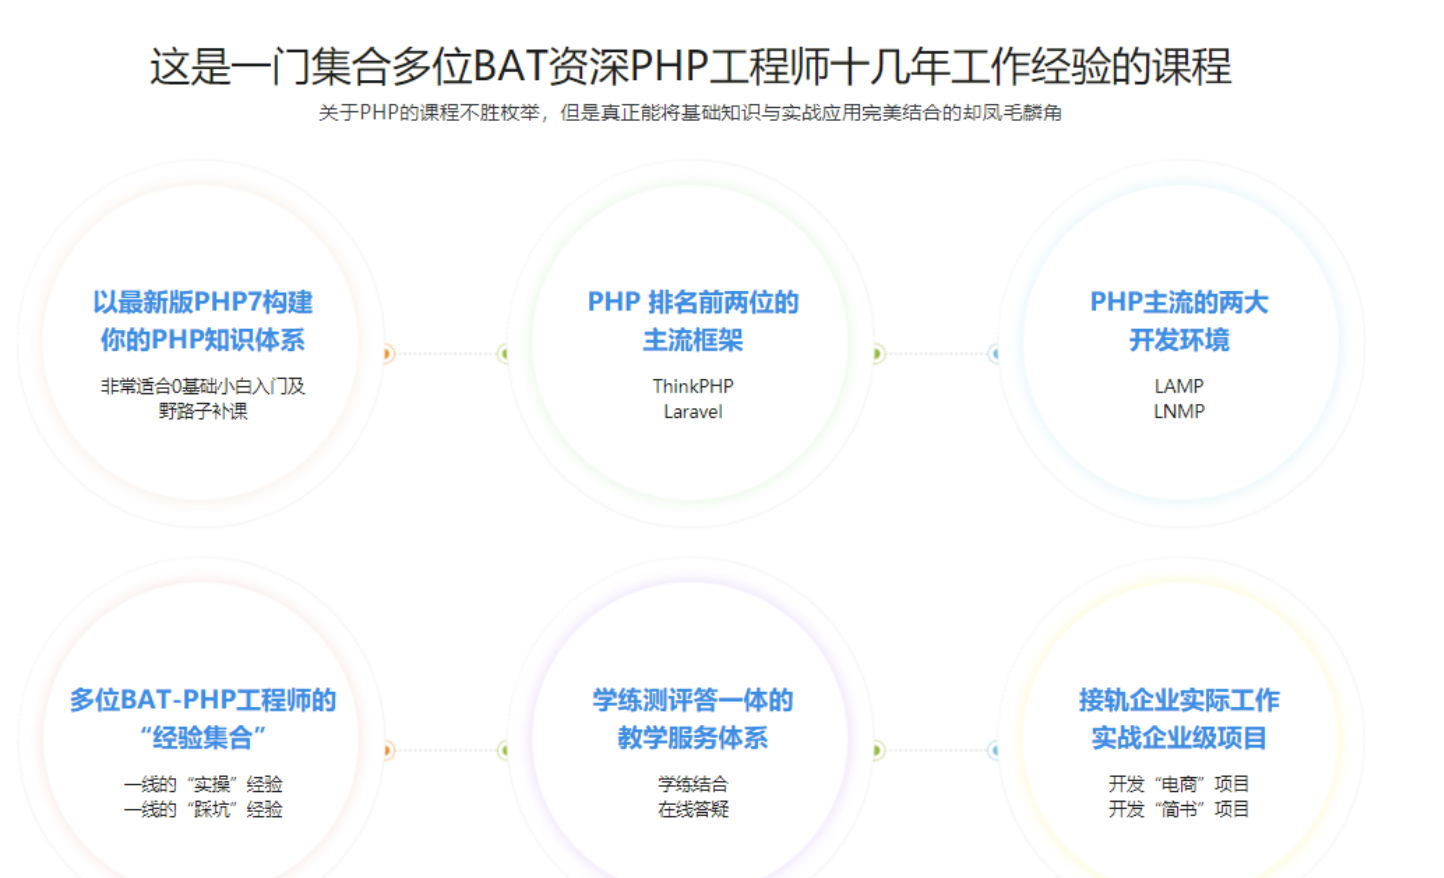 这是一门集合多位BAT资深PHP工程师十几年工作经验的课程
关于PHP的课程不胜枚举，但是真正能将基础知识与实战应用完美结合的却凤毛麟角
以最新版PHP7构建
你的PHP知识体系
非常适合0基础小白入门及
野路子补课
PHP 排名前两位的
主流框架
ThinkPHP
Laravel
PHP主流的两大
开发环境
LAMP
LNMP
多位BAT-PHP工程师的
“经验集合”
一线的“实操”经验
一线的“踩坑”经验
学练测评答一体的
教学服务体系
学练结合
在线答疑
接轨企业实际工作
实战企业级项目
开发“电商”项目
开发“简书”项目